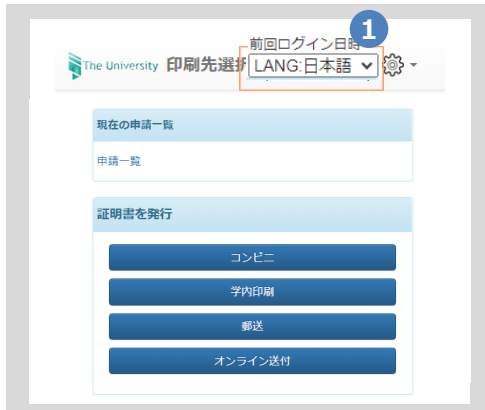 1
前回ログイン日時
The University 印刷先選択
LANG:日本語
現在の申請一覧
申請一覧
証明書を発行
コンビニ
学内印刷
郵送
オンライン送付